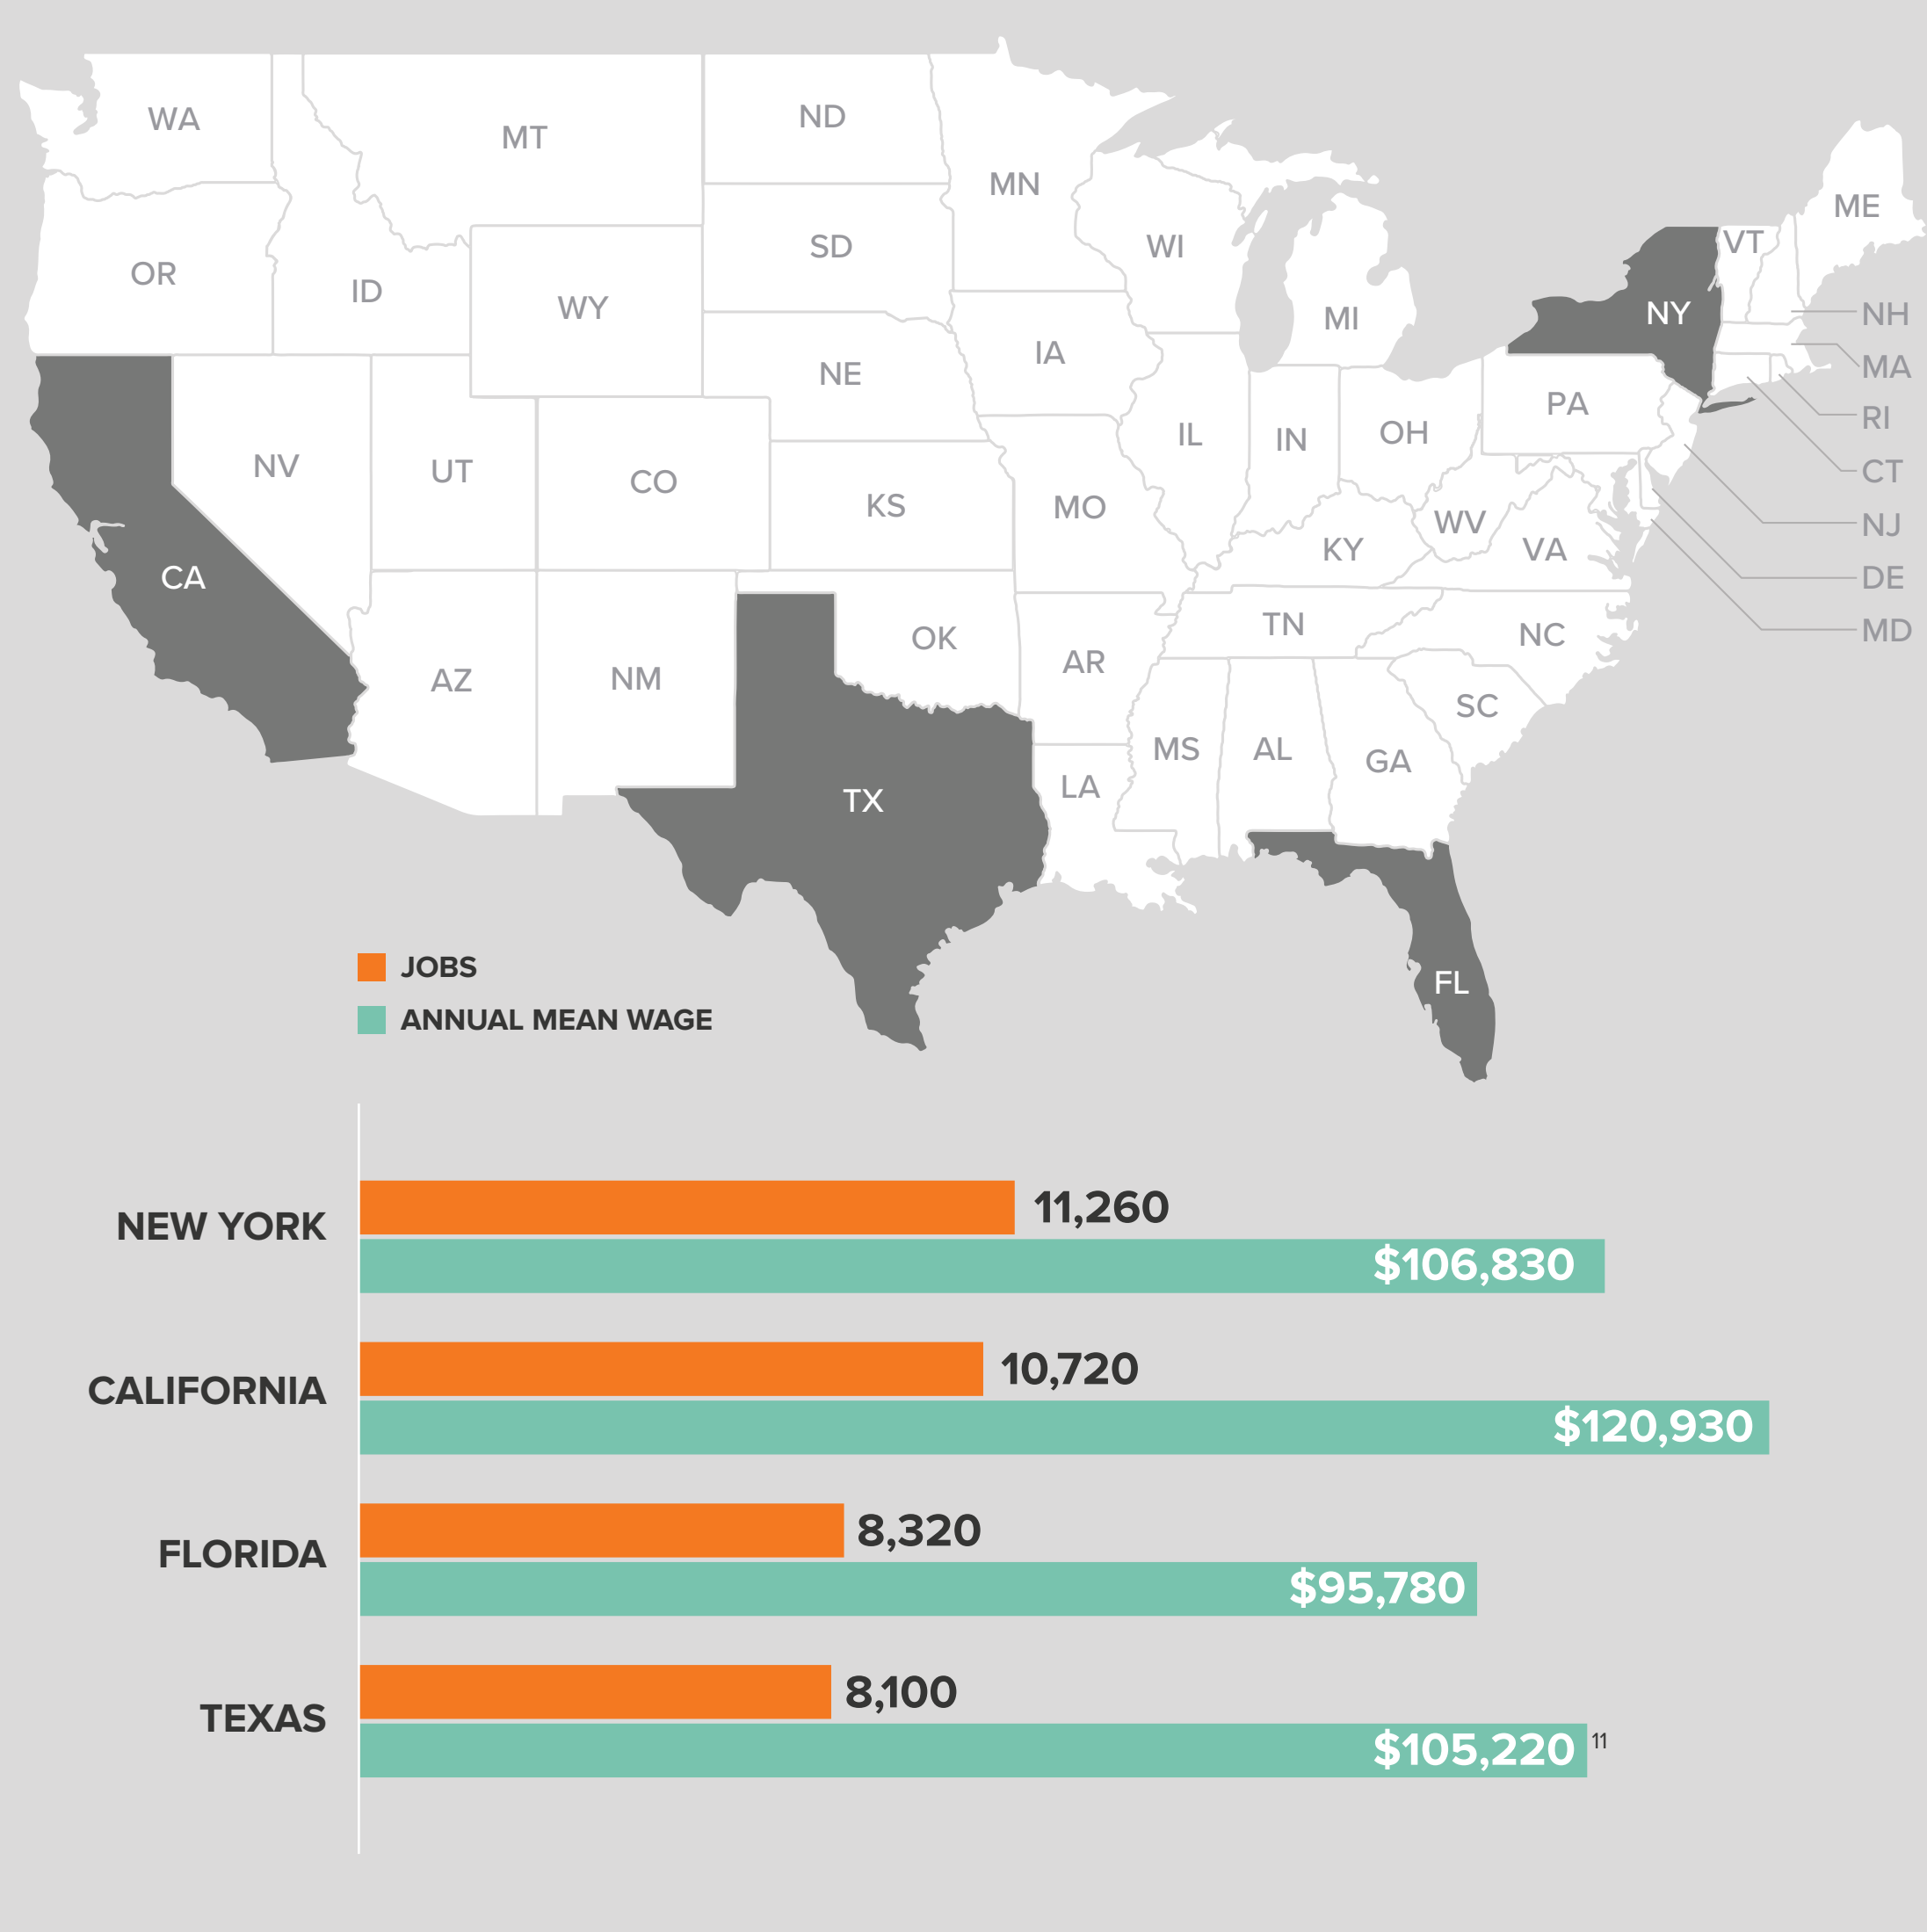 WA
MT
ND
MN
ME
VT
OR
ID
WY
SD
WI
MI
NY
NH
MA
RI
CT
NJ
DE
MD
IA
NE
PA
NV
UT
CO
KS
MO
IL
IN
OH
WV
VA
KY
CA
TN
NC
AZ
NM
OK
AR
SC
MS
AL
GA
LA
TX
FL
JOBS
ANNUAL MEAN WAGE
NEW YORK
11,260
$106,830
CALIFORNIA
10,720
$120,930
FLORIDA
8,320
$95,780
TEXAS
8,100
$105,220 11